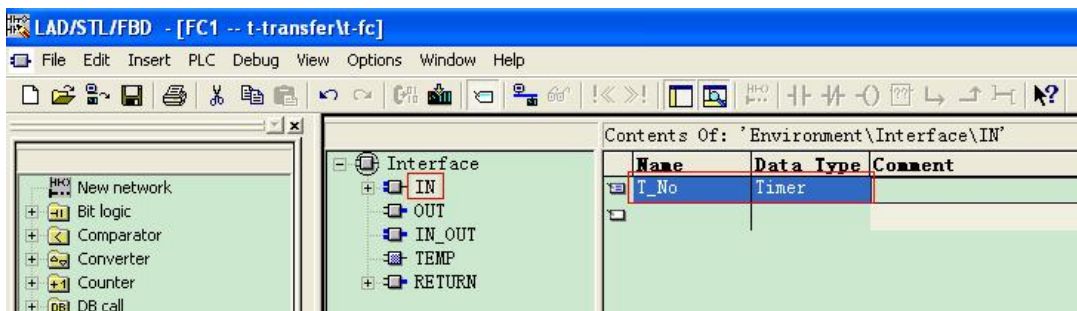 LAD/STL/FBD - [FC1 -- t-transfer\t-fc]
File Edit Insert PLC Debug View Options Window Help
Contents Of: 'Environment\Interface\IN'
Name Data Type Comment
T_No Timer
Interface
IN
OUT
IN_OUT
TEMP
RETURN
New network
Bit logic
Comparator
Converter
Counter
DB call